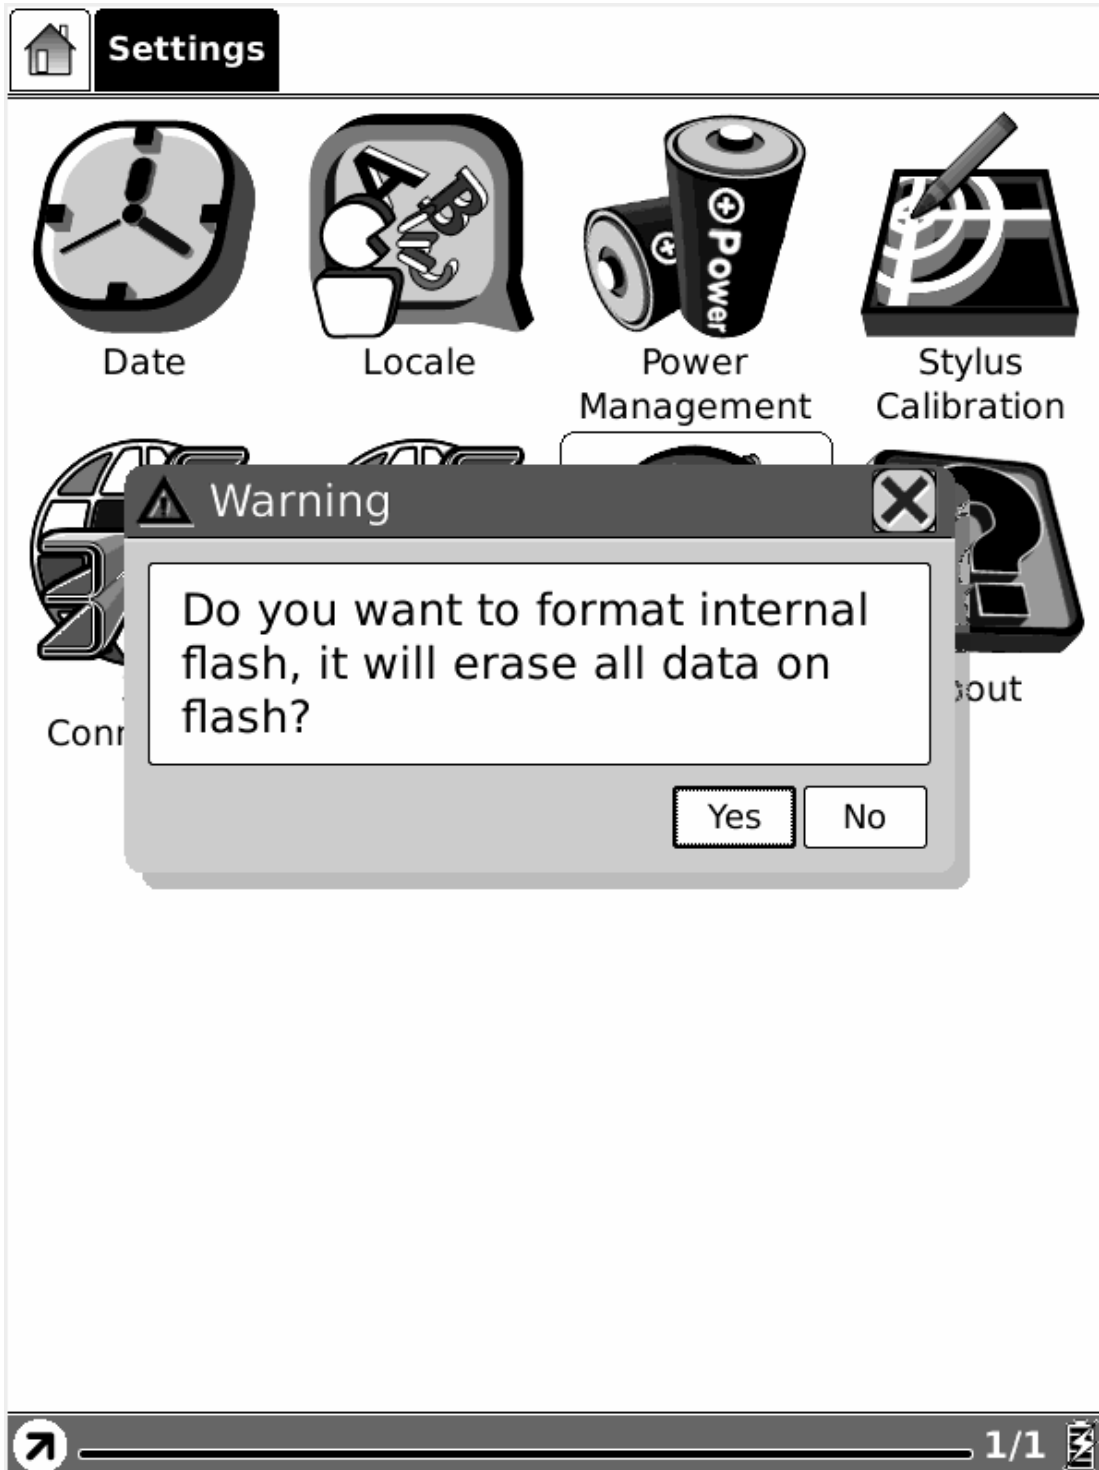 Settings
Power
Date
Locale
Power
Management
Stylus
Calibration
Warning
Do you want to format internal
flash, it will erase all data on
flash?
Yes
No
1/1